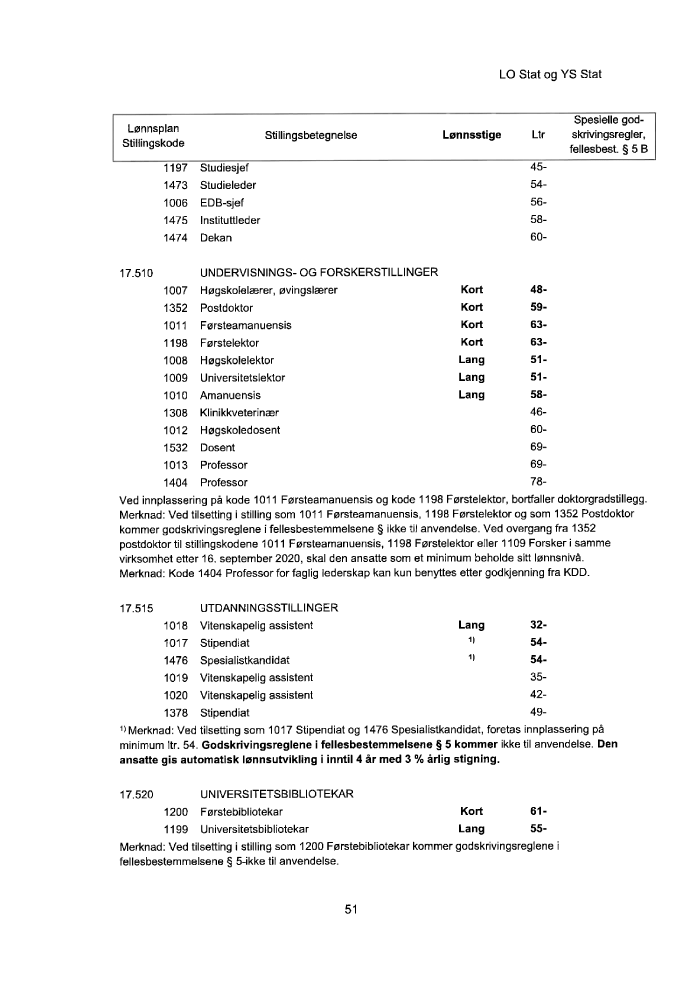 LO Stat og YS Stat
Lønnsplan Stillingskode Stillingsbetegnelse Lønnsstige Ltr Spesielle god-skrivingsregler, fellesbest. § 5 B
1197 Studiesjef 45-
1473 Studieleder 54-
1006 EDB-sjef 56-
1475 Instituttleder 58-
1474 Dekan 60-
17.510 UNDERVISNINGS- OG FORSKERSTILLINGER
1007 Høgskolelærer, øvingslærer Kort 48-
1352 Postdoktor Kort 59-
1011 Førsteamanuensis Kort 63-
1198 Førstelektor Kort 63-
1008 Høgskolelektor Lang 51-
1009 Universitetslektor Lang 51-
1010 Amanuensis Lang 58-
1308 Klinikkveterinær 46-
1012 Høgskoledosent 60-
1532 Dosent 69-
1013 Professor 69-
1404 Professor 78-
Ved innplassering på kode 1011 Førsteamanuensis og kode 1198 Førstelektor, bortfaller doktorgradstillegg.
Merknad: Ved tilsetting i stilling som 1011 Førsteamanuensis, 1198 Førstelektor og som 1352 Postdoktor
kommer godskrivingsreglene i fellesbestemmelsene § ikke til anvendelse. Ved overgang fra 1352
postdoktor til stillingskodene 1011 Førsteamanuensis, 1198 Førstelektor eller 1109 Forsker i samme
virksomhet etter 16. september 2020, skal den ansatte som et minimum beholde sitt lønnsnivå.
Merknad: Kode 1404 Professor for faglig lederskap kan kun benyttes etter godkjenning fra KDD.
17.515 UTDANNINGSSTILLINGER
1018 Vitenskapelig assistent Lang 32-
1017 Stipendiat 1) 54-
1476 Spesialistkandidat 1) 54-
1019 Vitenskapelig assistent 35-
1020 Vitenskapelig assistent 42-
1378 Stipendiat 49-
1) Merknad: Ved tilsetting som 1017 Stipendiat og 1476 Spesialistkandidat, foretas innplassering på
minimum ltr. 54. Godskrivingsreglene i fellesbestemmelsene § 5 kommer ikke til anvendelse. Den
ansatte gis automatisk lønnsutvikling i inntil 4 år med 3 % årlig stigning.
17.520 UNIVERSITETSBIBLIOTEKAR
1200 Førstebibliotekar Kort 61-
1199 Universitetsbibliotekar Lang 55-
Merknad: Ved tilsetting i stilling som 1200 Førstebibliotekar kommer godskrivingsreglene i
fellesbestemmelsene § 5-ikke til anvendelse.
51